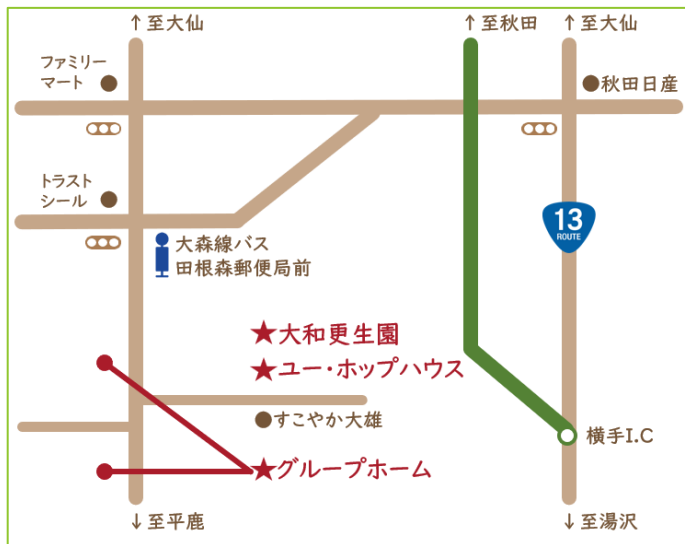 ↑至大仙
↑至秋田
↑至大仙
ファミリー
マート
秋田日産
トラスト
シール
13
ROUTE
大森線バス
田根森郵便局前
★大和更生園
★ユー・ホップハウス
すこやか大雄
横手I.C
★グループホーム
↓至平鹿
↓至湯沢